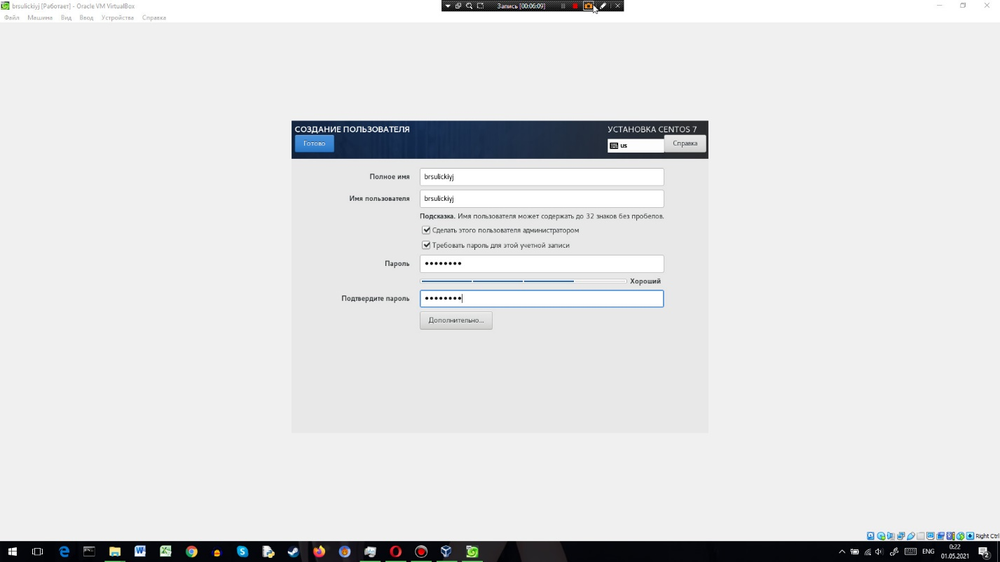 brsulickiyj [Работает] - Oracle VM VirtualBox
Запись [00:06:09]
Файл Машина Вид Ввод Устройства Справка
СОЗДАНИЕ ПОЛЬЗОВАТЕЛЯ
УСТАНОВКА CENTOS 7
Готово
us
Справка
Полное имя
brsulickiyj
Имя пользователя
brsulickiyj
Подсказка. Имя пользователя может содержать до 32 знаков без пробелов.
Сделать этого пользователя администратором
Требовать пароль для этой учетной записи
Пароль
••••••••
Хороший
Подтвердите пароль
••••••••
Дополнительно...
Right Ctrl
ENG
0:22
01.05.2021
2